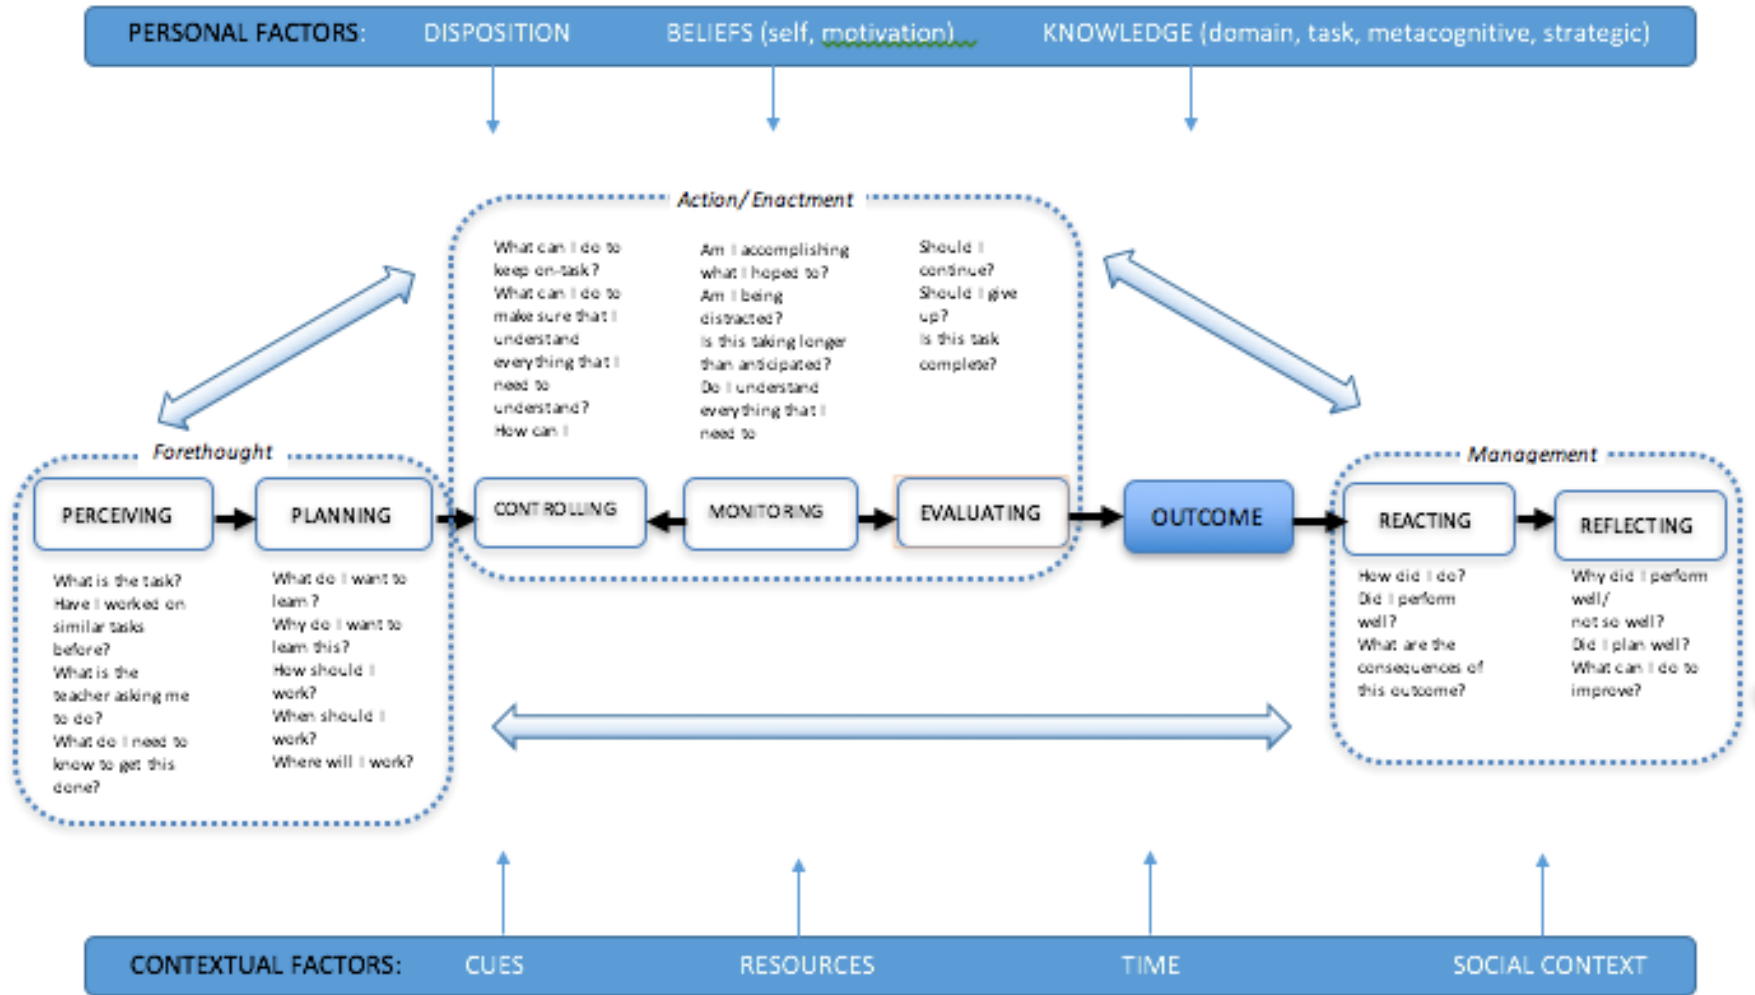 PERSONAL FACTORS: DISPOSITION BELIEFS (self, motivation) KNOWLEDGE (domain, task, metacognitive, strategic)
Action/ Enactment
What can I do to
keep on-task?
What can I do to
make sure that I
understand
everything that I
need to
understand?
How can I
Am I accomplishing
what I hoped to?
Am I being
distracted?
Is this taking longer
than anticipated?
Do I understand
everything that I
need to
Should I
continue?
Should I give
up?
Is this task
complete?
Forethought
Management
PERCEIVING
PLANNING
CONTROLLING
MONITORING
EVALUATING
OUTCOME
REACTING
REFLECTING
What is the task?
Have I worked on
similar tasks
before?
What is the
teacher asking me
to do?
What do I need to
know to get this
done?
What do I want to
learn?
Why do I want to
learn this?
How should I
work?
When should I
work?
Where will I work?
How did I do?
Did I perform
well?
What are the
consequences of
this outcome?
Why did I perform
well/
not so well?
Did I plan well?
What can I do to
improve?
CONTEXTUAL FACTORS: CUES RESOURCES TIME SOCIAL CONTEXT